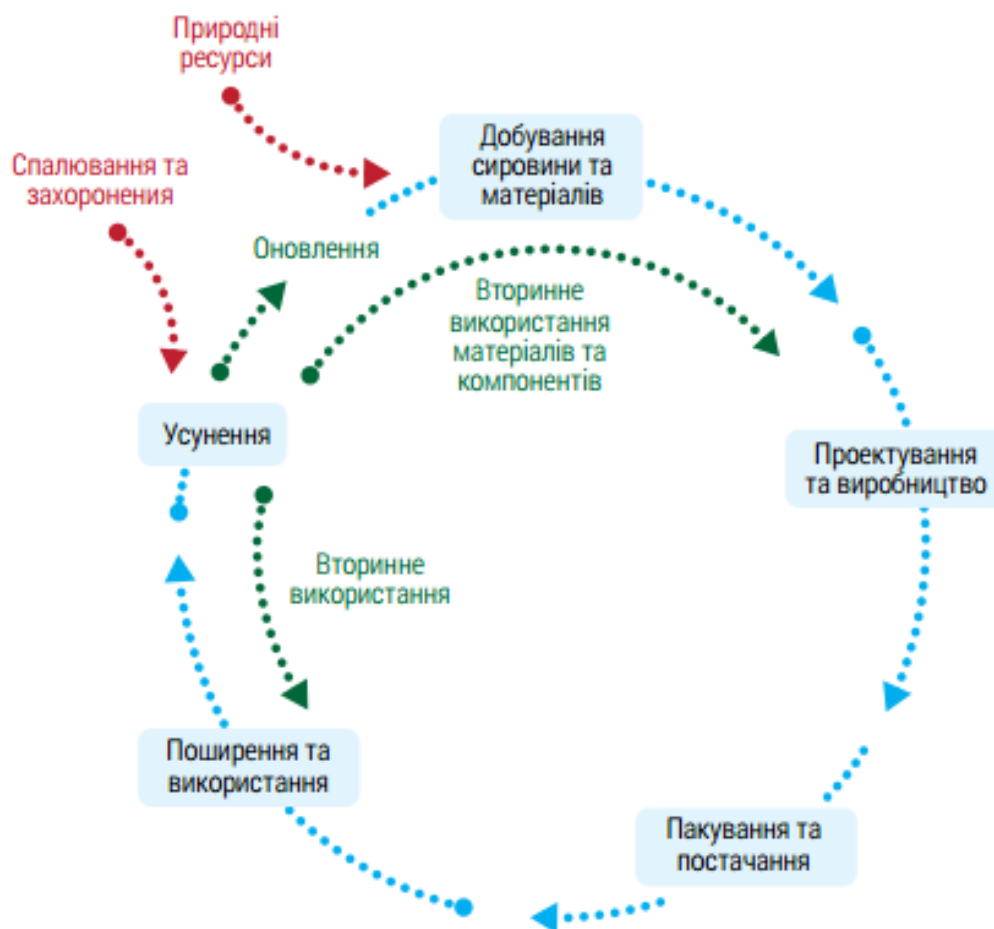 Природні
ресурси
Добування
сировини та
матеріалів
Спалювання та
захоронення
Оновлення
Вторинне
використання
матеріалів та
компонентів
Усунення
Проектування
та виробництво
Вторинне
використання
Поширення та
використання
Пакування та
постачання